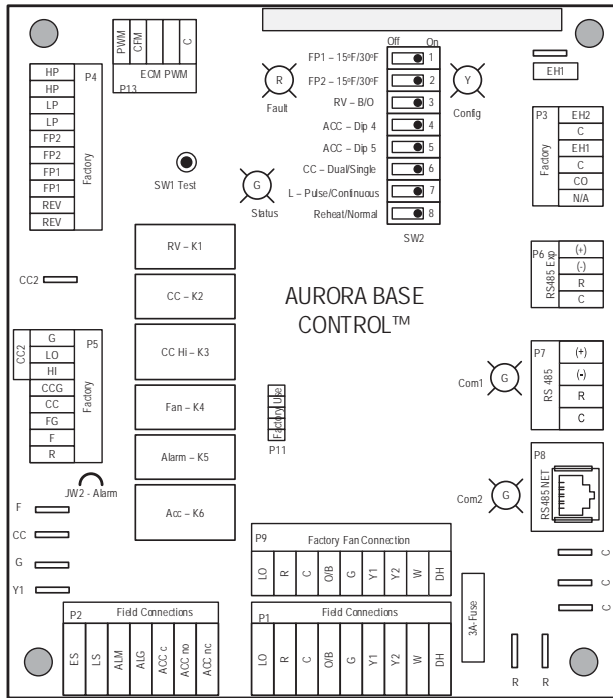 PWM
CFM
C
ECM PWM
P13
R
Fault
Off On
FP1 – 15ºF/30ºF 1
FP2 – 15ºF/30ºF 2
RV – B/O 3
ACC – Dip 4 4
ACC – Dip 5 5
CC – Dual/Single 6
L – Pulse/Continuous 7
Reheat/Normal 8
SW2
Y
Config
EH1
HP
HP
LP
LP
FP2
FP2
FP1
FP1
REV
REV
P4
Factory
SW1 Test
G
Status
P3
Factory
EH2
C
EH1
C
CO
N/A
RV – K1
CC – K2
CC Hi – K3
Fan – K4
Alarm – K5
Acc – K6
AURORA BASE
CONTROL™
P6
RS485 Exp
(+)
(-)
R
C
CC2
CC2
G
LO
HI
CCG
CC
FG
F
R
P5
Factory
JW2 - Alarm
Factory Use
P11
Com1
G
P7
RS 485
(+)
(-)
R
C
Com2
G
P8
RS485 NET
F
CC
G
Y1
P9
Factory Fan Connection
LO
R
C
O/B
G
Y1
Y2
W
DH
C
C
C
P2
Field Connections
ES
LS
ALM
ALG
ACC c
ACC no
ACC nc
P1
Field Connections
LO
R
C
O/B
G
Y1
Y2
W
DH
3A-Fuse
R
R